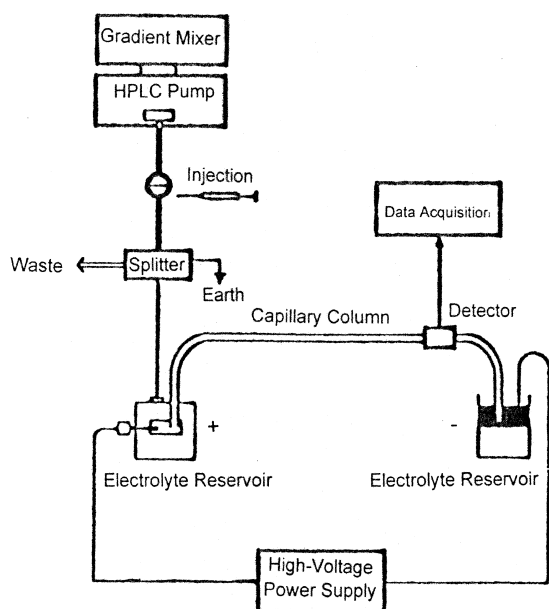 Gradient Mixer
HPLC Pump
Injection
Data Acquisition
Waste
Splitter
Earth
Capillary Column
Detector
+
-
Electrolyte Reservoir
Electrolyte Reservoir
High-Voltage
Power Supply